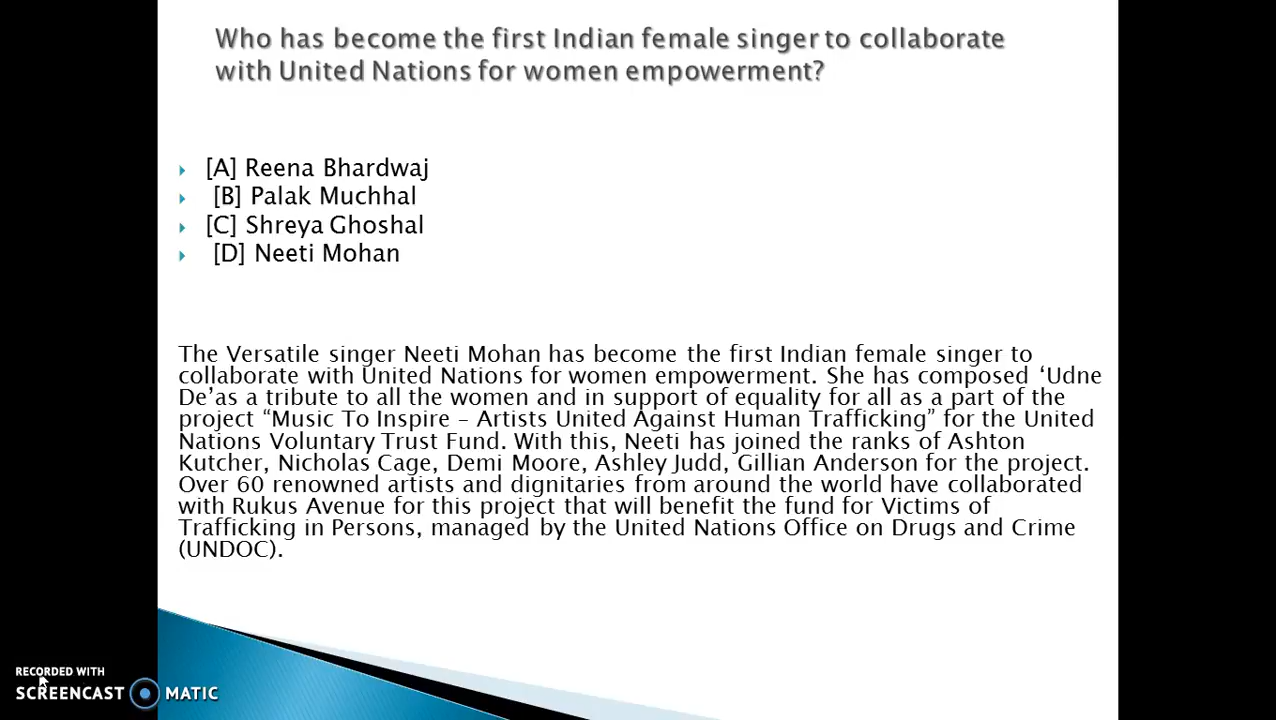 Who has become the first Indian female singer to collaborate
with United Nations for women empowerment?
[A] Reena Bhardwaj
[B] Palak Muchhal
[C] Shreya Ghoshal
[D] Neeti Mohan
The Versatile singer Neeti Mohan has become the first Indian female singer to
collaborate with United Nations for women empowerment. She has composed ‘Udne
De’as a tribute to all the women and in support of equality for all as a part of the
project “Music To Inspire – Artists United Against Human Trafficking” for the United
Nations Voluntary Trust Fund. With this, Neeti has joined the ranks of Ashton
Kutcher, Nicholas Cage, Demi Moore, Ashley Judd, Gillian Anderson for the project.
Over 60 renowned artists and dignitaries from around the world have collaborated
with Rukus Avenue for this project that will benefit the fund for Victims of
Trafficking in Persons, managed by the United Nations Office on Drugs and Crime
(UNDOC).
RECORDED WITH
SCREENCAST MATIC